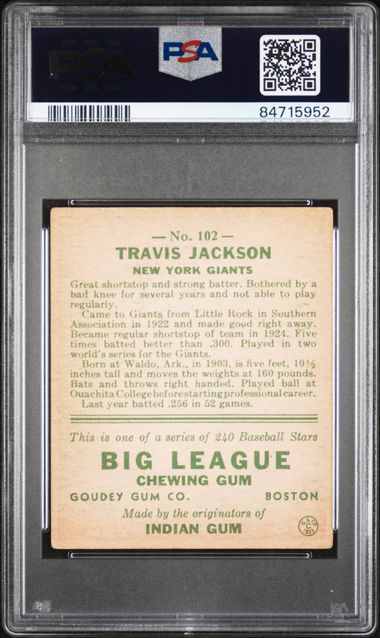 PSA
PSA
84715952
— No. 102 —
TRAVIS JACKSON
NEW YORK GIANTS
Great shortstop and strong batter. Bothered by a
bad knee for several years and not able to play
regularly.
Came to Giants from Little Rock in Southern
Association in 1922 and made good right away.
Became regular shortstop of team in 1924. Five
times batted better than .300. Played in two
world's series for the Giants.
Born at Waldo, Ark., in 1903, is five feet, 10½
inches tall and moves the weights at 160 pounds.
Bats and throws right handed. Played ball at
Ouachita College before starting professional career.
Last year batted .256 in 52 games.
This is one of a series of 240 Baseball Stars
BIG LEAGUE
CHEWING GUM
GOUDEY GUM CO. BOSTON
Made by the originators of
INDIAN GUM